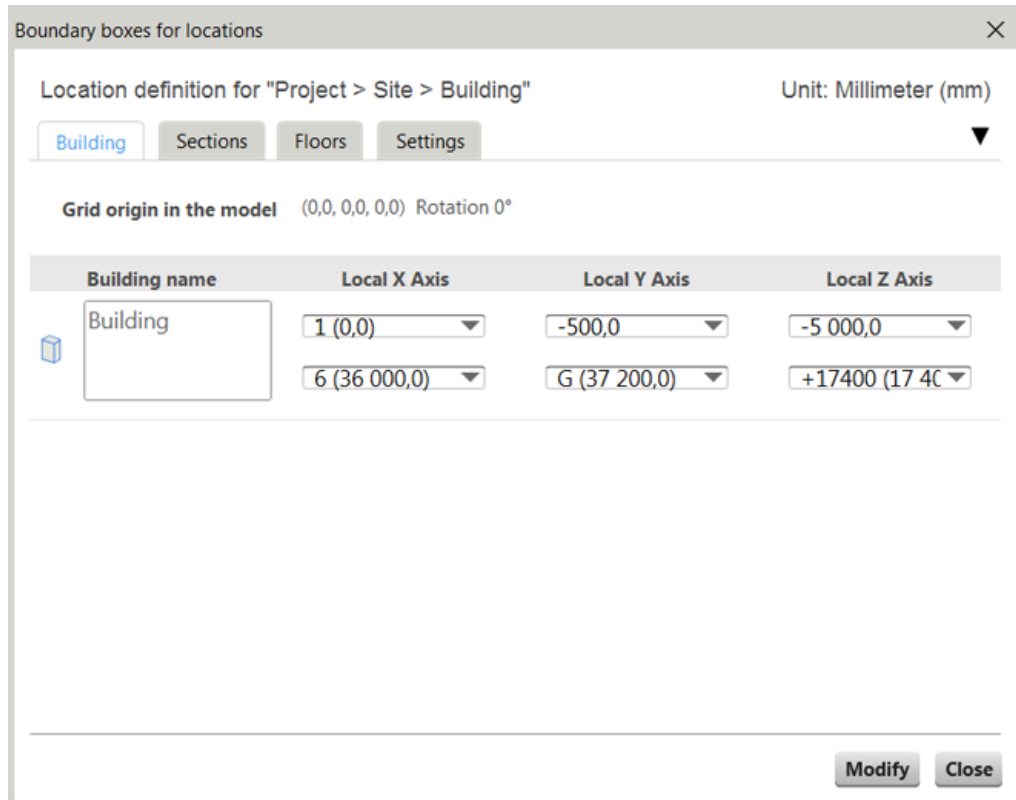 Boundary boxes for locations
Location definition for "Project > Site > Building" Unit: Millimeter (mm)
Building Sections Floors Settings
Grid origin in the model (0,0, 0,0, 0,0) Rotation 0°
Building name Local X Axis Local Y Axis Local Z Axis
Building 1 (0,0) -500,0 -5 000,0
6 (36 000,0) G (37 200,0) +17400 (17 40
Modify Close